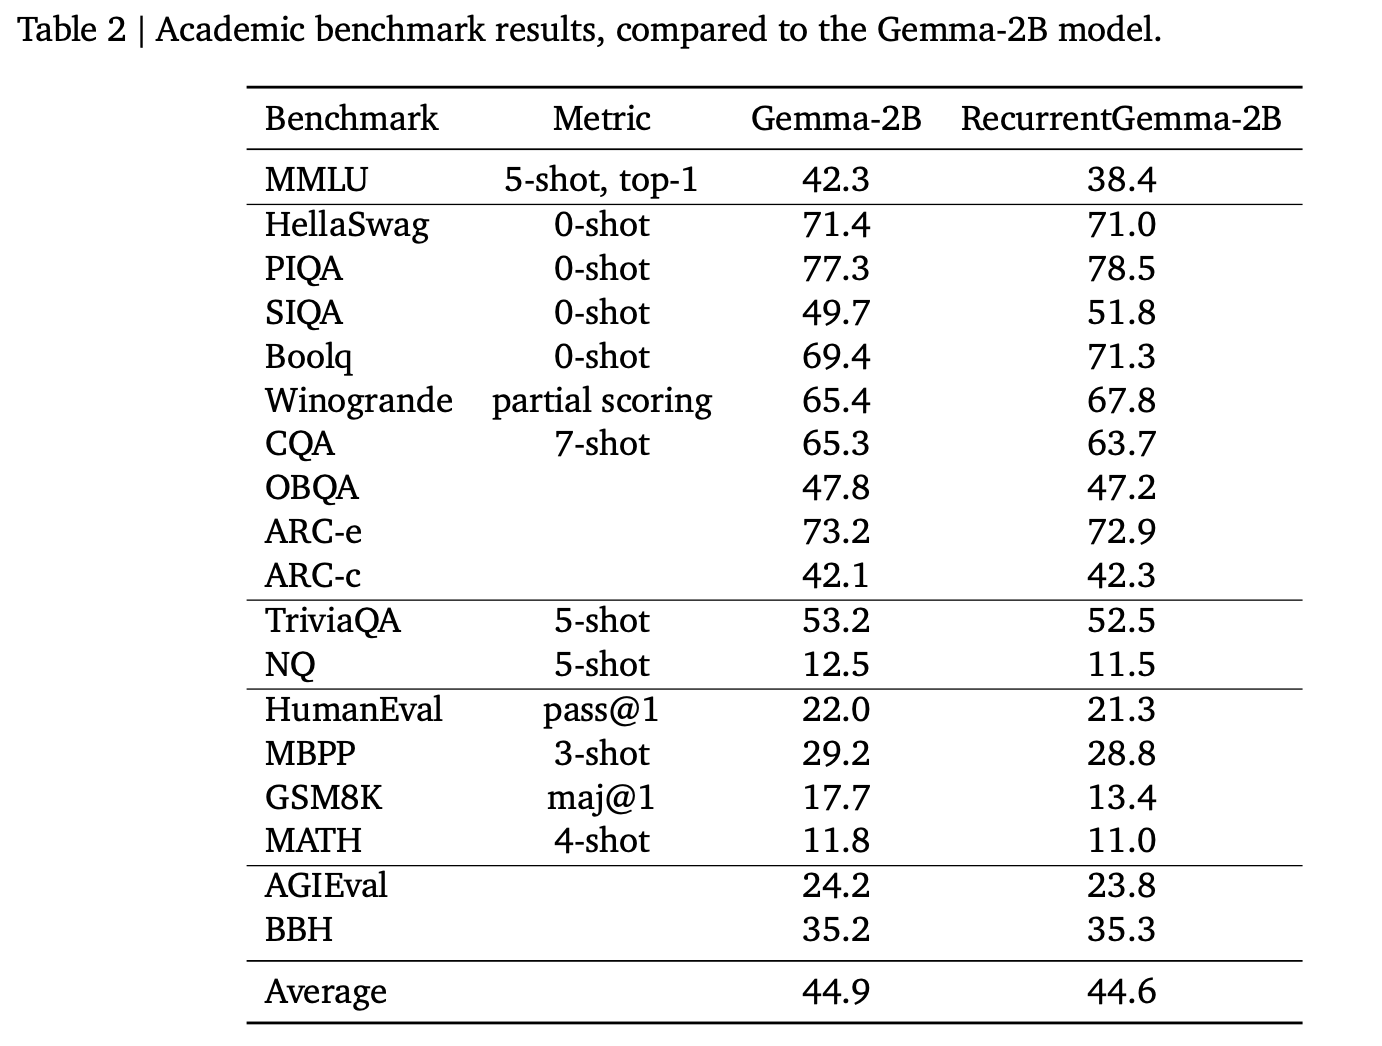 Table 2 | Academic benchmark results, compared to the Gemma-2B model.
Benchmark Metric Gemma-2B RecurrentGemma-2B
MMLU 5-shot, top-1 42.3 38.4
HellaSwag 0-shot 71.4 71.0
PIQA 0-shot 77.3 78.5
SIQA 0-shot 49.7 51.8
Boolq 0-shot 69.4 71.3
Winogrande partial scoring 65.4 67.8
CQA 7-shot 65.3 63.7
OBQA 47.8 47.2
ARC-e 73.2 72.9
ARC-c 42.1 42.3
TriviaQA 5-shot 53.2 52.5
NQ 5-shot 12.5 11.5
HumanEval pass@1 22.0 21.3
MBPP 3-shot 29.2 28.8
GSM8K maj@1 17.7 13.4
MATH 4-shot 11.8 11.0
AGIEval 24.2 23.8
BBH 35.2 35.3
Average 44.9 44.6